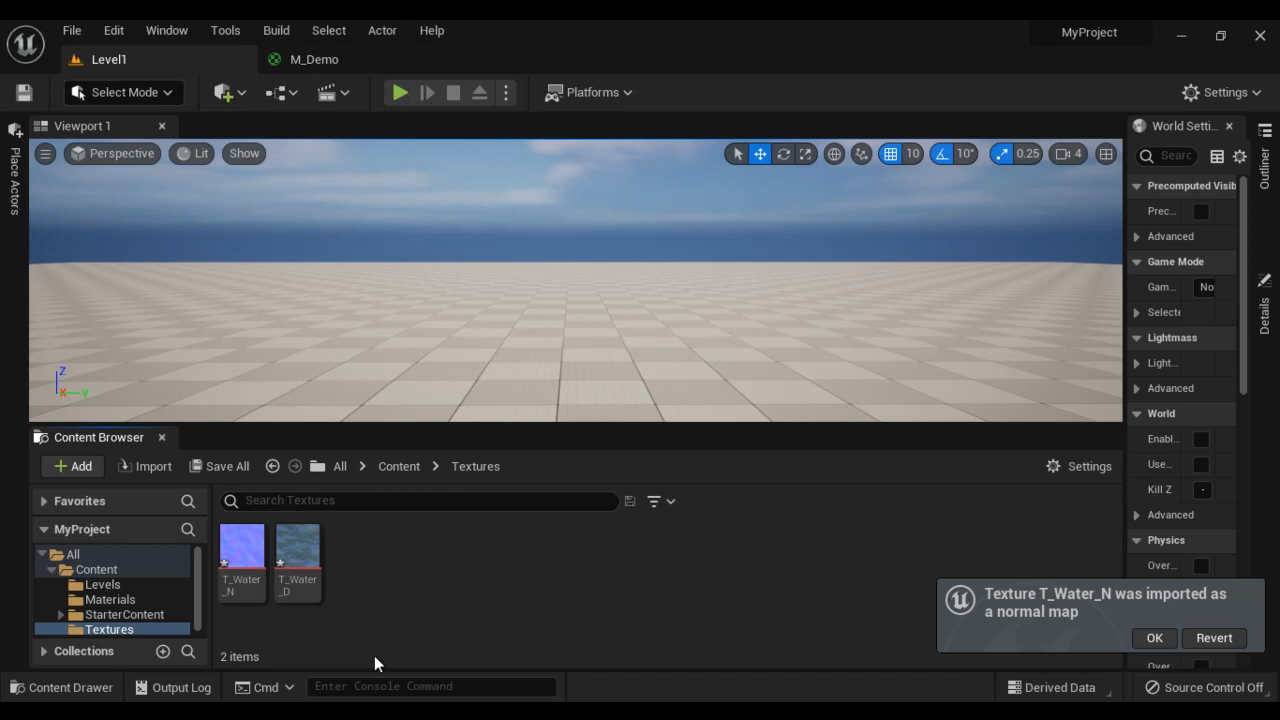 File Edit Window Tools Build Select Actor Help
MyProject
Level1
M_Demo
Select Mode
Platforms
Settings
Viewport 1
World Setti...
Place Actors
Perspective
Lit
Show
10
10°
0.25
4
Searc
Outliner
Details
Precomputed Visib
Prec...
Advanced
Game Mode
Gam...
No
Selecte
Lightmass
Light...
Advanced
World
Enabl...
Use...
Kill Z
Advanced
Physics
Over...
Over
Z
X
Y
Content Browser
Add
Import
Save All
All
Content
Textures
Settings
Favorites
Search Textures
MyProject
All
Content
Levels
Materials
StarterContent
Textures
Collections
T_Water
_N
T_Water
_D
2 items
Texture T_Water_N was imported as
a normal map
OK
Revert
Content Drawer
Output Log
Cmd
Enter Console Command
Derived Data
Source Control Off